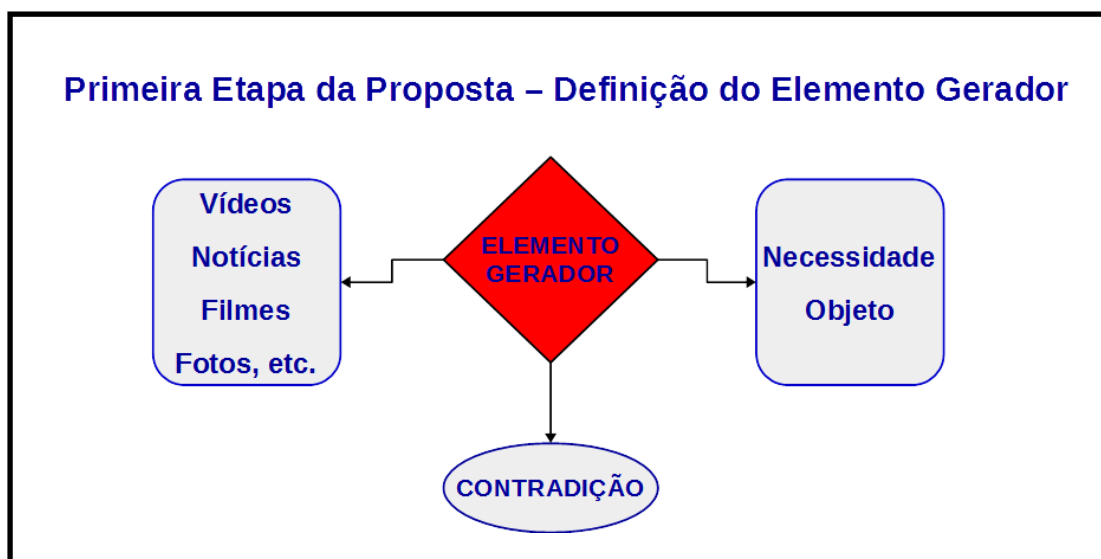 Primeira Etapa da Proposta – Definição do Elemento Gerador
Vídeos
Notícias
Filmes
Fotos, etc.
ELEMENTO
GERADOR
Necessidade
Objeto
CONTRADIÇÃO